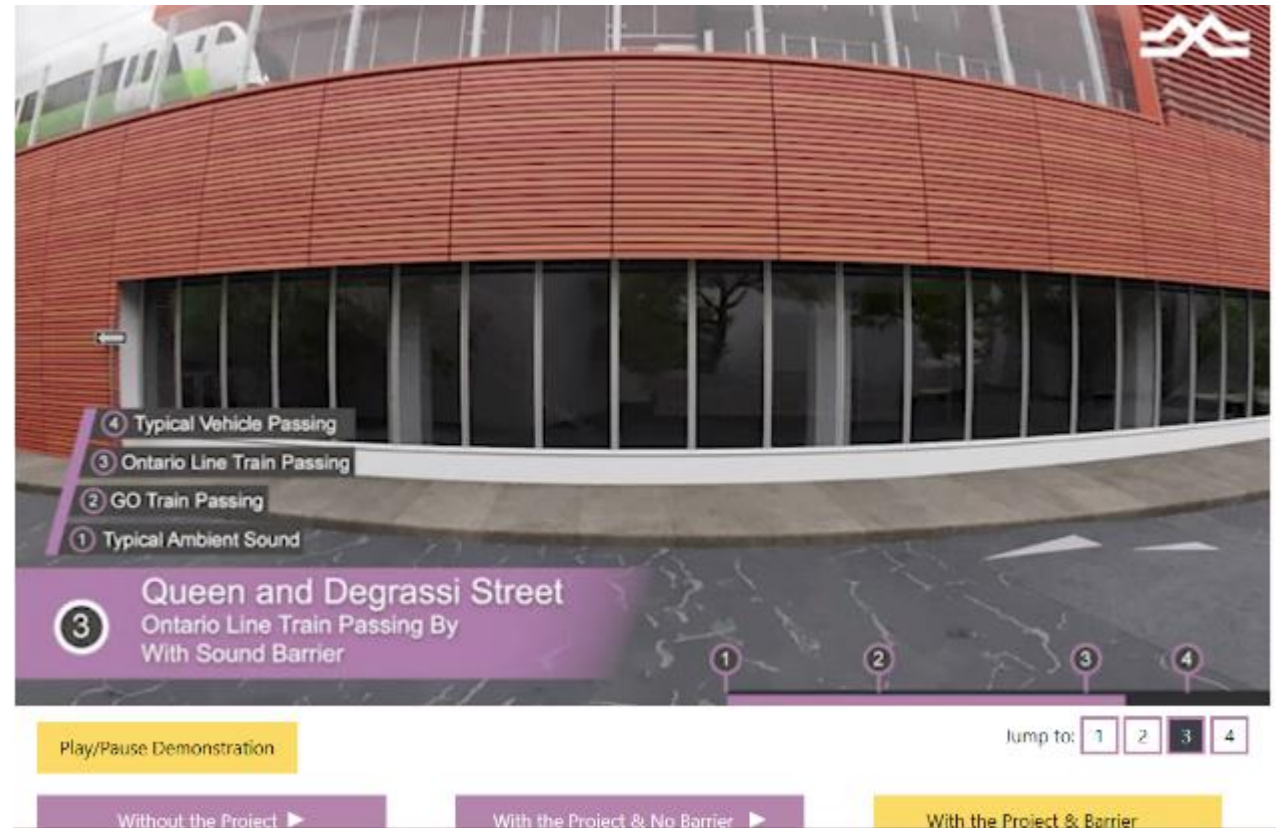 4 Typical Vehicle Passing
3 Ontario Line Train Passing
2 GO Train Passing
1 Typical Ambient Sound
3
Queen and Degrassi Street
Ontario Line Train Passing By
With Sound Barrier
1 2 3 4
Play/Pause Demonstration
Jump to: 1 2 3 4
Without the Project ▶
With the Project & No Barrier ▶
With the Project & Barrier